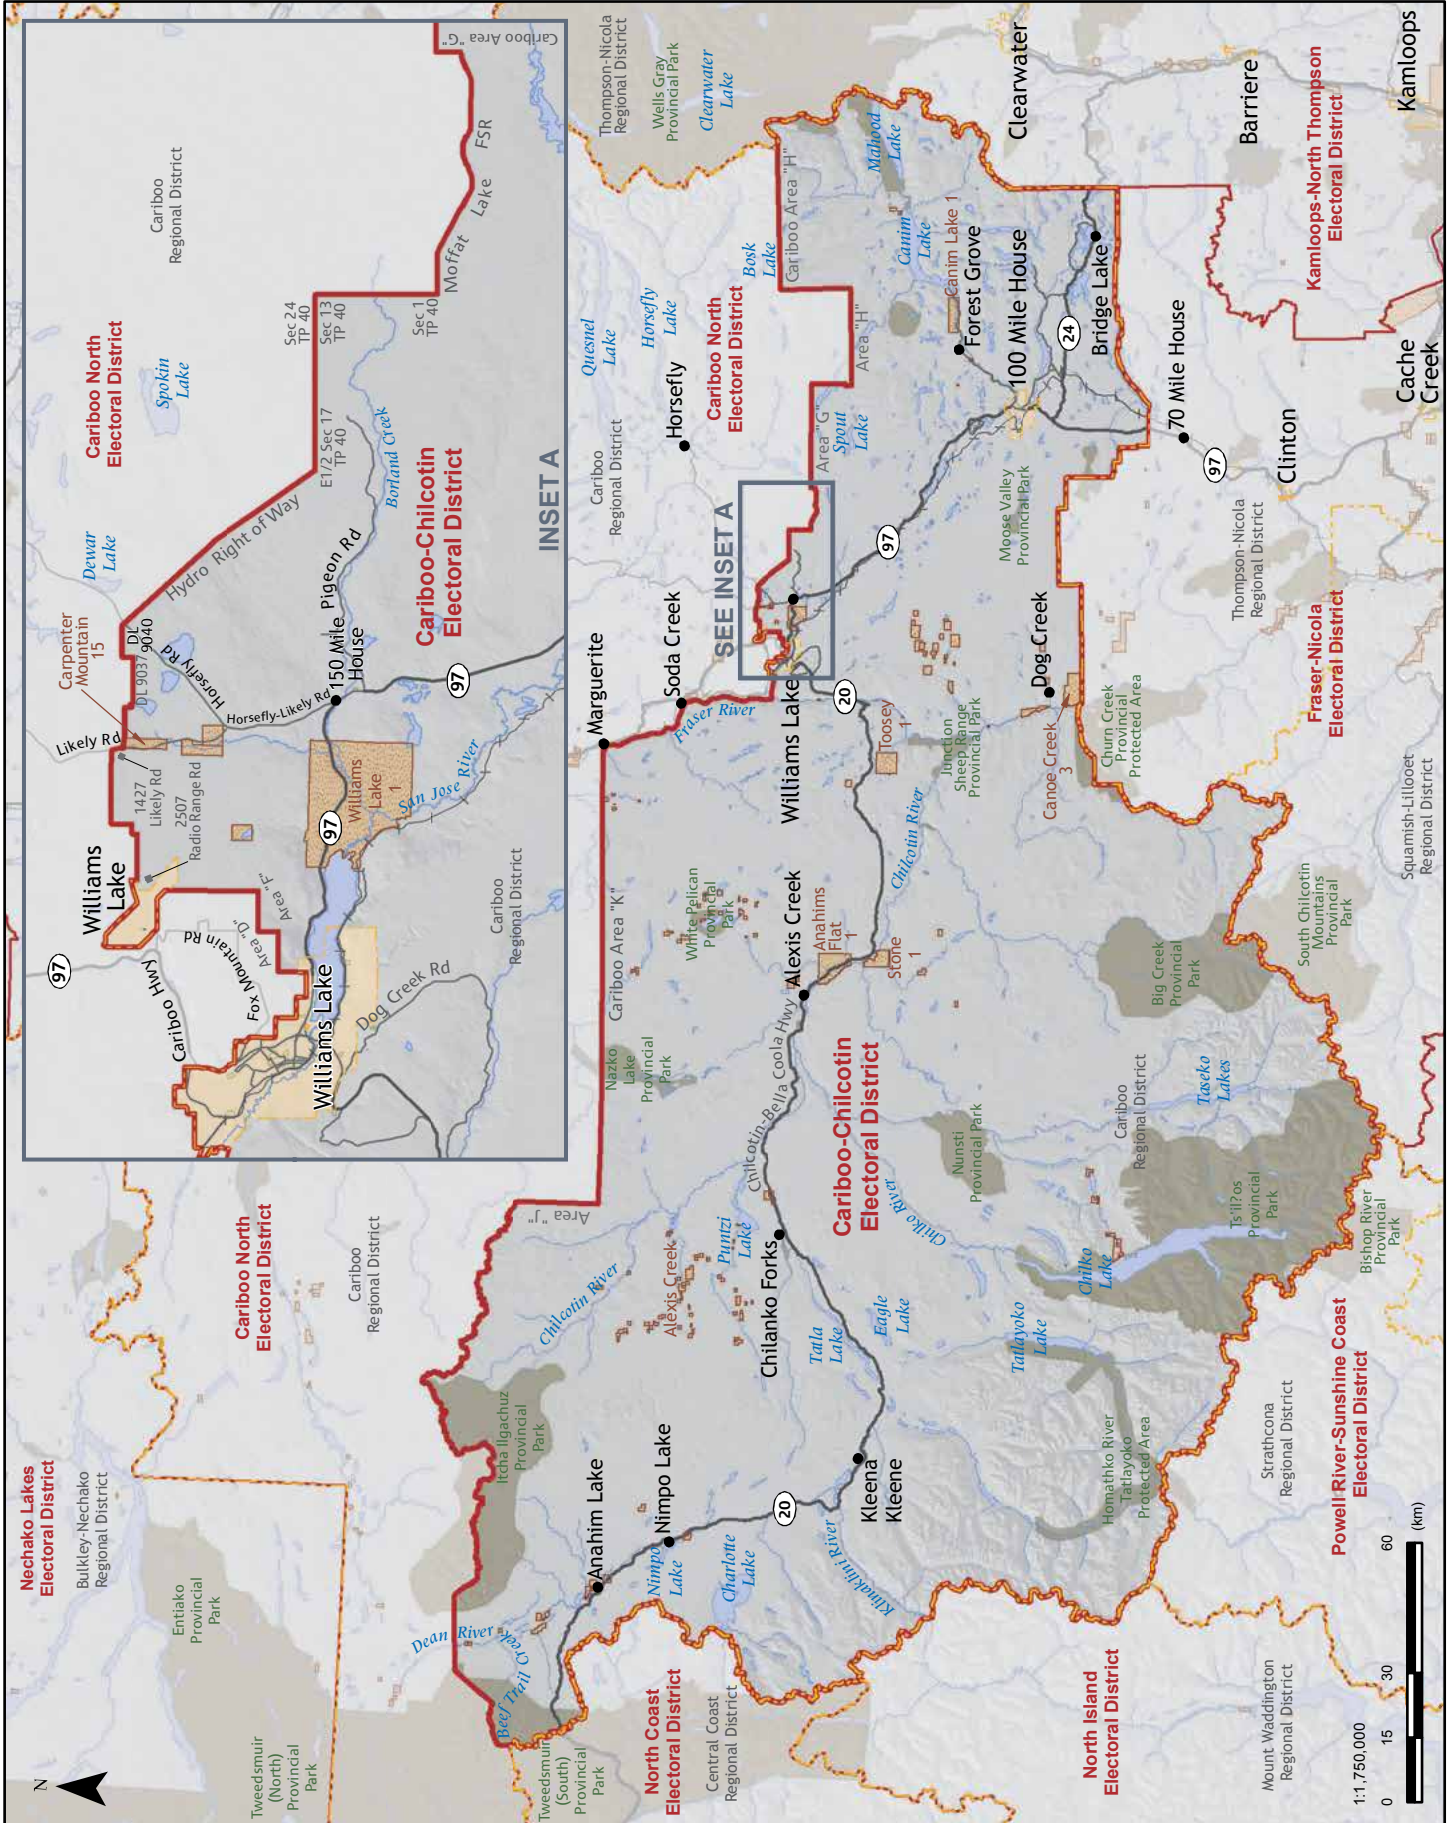 N
Tweedsmuir
(North)
Provincial
Park
Entiako
Provincial
Park
Nechako Lakes
Electoral District
Bulkley-Nechako
Regional District
Cariboo North
Electoral District
Cariboo
Regional District
Tweedsmuir
(South)
Provincial
Park
Beef Trail Creek
Dean River
Itcha Ilgachuz
Provincial
Park
Anahim Lake
Nimpo Lake
Nimpo
Lake
Charlotte
Lake
North Coast
Electoral District
Central Coast
Regional District
20
Klinaklini River
Kleena
Kleene
Chilcotin River
Alexis Creek
Puntzi
Lake
Chilanko Forks
Tatla
Lake
Eagle
Lake
Area "J"
Chilcotin-Bella Coola Hwy
Chilko River
Cariboo-Chilcotin
Electoral District
Nazko
Lake
Provincial
Park
Cariboo Area "K"
White Pelican
Provincial
Park
Alexis Creek
Anahims
Flat
1
Stone
1
Chilcotin River
Nunsti
Provincial Park
Tatlayoko
Lake
Chilko
Lake
Homathko River
Tatlayoko
Protected Area
Ts'il?os
Provincial
Park
Taseko
Lakes
Cariboo
Regional District
Big Creek
Provincial
Park
South Chilcotin
Mountains
Provincial
Park
Bishop River
Provincial
Park
Squamish-Lillooet
Regional District
North Island
Electoral District
Mount Waddington
Regional District
Strathcona
Regional District
Powell River-Sunshine Coast
Electoral District
Marguerite
Soda Creek
Fraser River
SEE INSET A
Williams Lake
20
Toosey
1
Junction
Sheep Range
Provincial Park
Dog Creek
Canoe Creek
3
Churn Creek
Provincial
Protected Area
97
Moose Valley
Provincial Park
Cariboo
Regional District
Horsefly
Quesnel
Lake
Horsefly
Lake
Cariboo North
Electoral District
Bosk
Lake
Area "G"
Spout
Lake
Area "H"
Cariboo Area "H"
Thompson-Nicola
Regional District
Wells Gray
Provincial Park
Clearwater
Lake
Mahood
Lake
Canim
Lake
Canim Lake 1
Forest Grove
100 Mile House
24
Bridge Lake
Clearwater
70 Mile House
97
Clinton
Thompson-Nicola
Regional District
Fraser-Nicola
Electoral District
Barriere
Kamloops-North Thompson
Electoral District
Cache
Creek
Kamloops
1:1,750,000
0
15
30
60
(km)
97
Cariboo Hwy
Fox Mountain Rd
Area "D"
Area "F"
Williams Lake
Dog Creek Rd
Williams
Lake
Likely Rd
1427
Likely Rd
2507
Radio Range Rd
Carpenter
Mountain
15
DL 9037
DL
9040
Horsefly Rd
Horsefly-Likely Rd
Williams
Lake
1
97
San Jose River
Cariboo
Regional District
150 Mile
House
97
Pigeon Rd
Dewar
Lake
Hydro Right of Way
Cariboo North
Electoral District
Spokin
Lake
E1/2 Sec 17
TP 40
Borland Creek
Sec 24
TP 40
Sec 13
TP 40
Sec 1
TP 40
Cariboo-Chilcotin
Electoral District
INSET A
Cariboo
Regional District
Moffat Lake FSR
Cariboo Area "G"